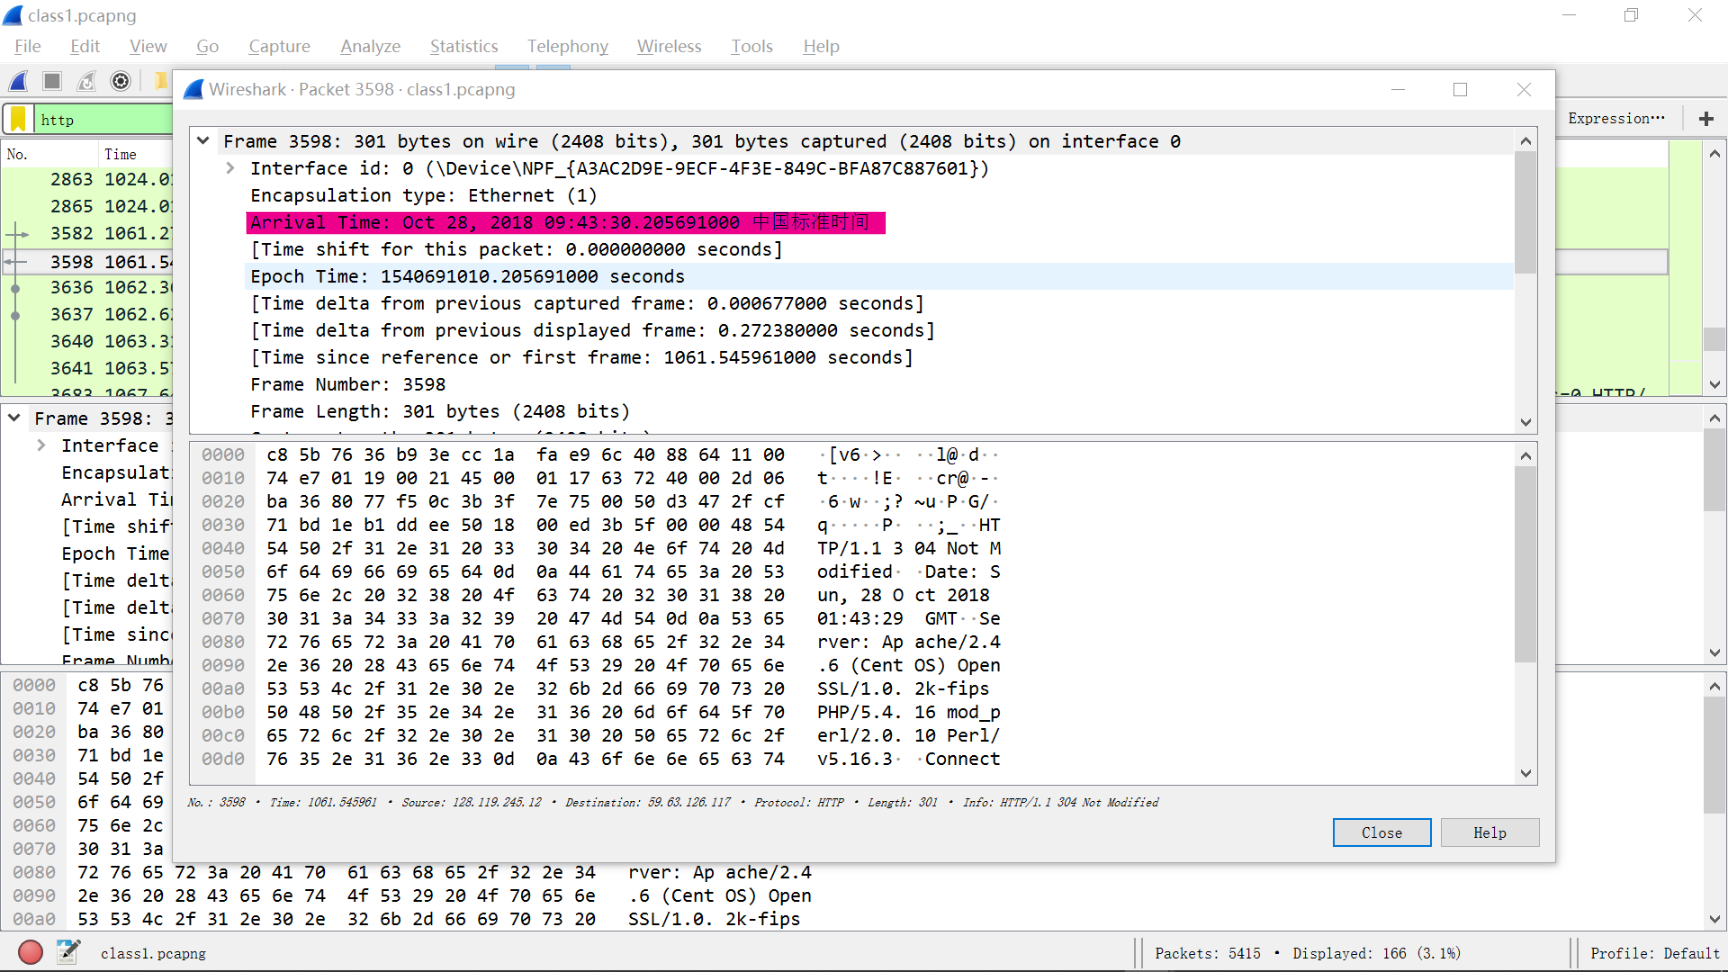 class1.pcapng
File Edit View Go Capture Analyze Statistics Telephony Wireless Tools Help
Wireshark · Packet 3598 · class1.pcapng
http
Expression…
+
No. Time
2863 1024.01
2865 1024.01
3582 1061.27
3598 1061.54
3636 1062.36
3637 1062.62
3640 1063.31
3641 1063.57
3683 1067.6
=0 HTTP/
Frame 3598: 301 bytes on wire (2408 bits), 301 bytes captured (2408 bits) on interface 0
Interface id: 0 (\Device\NPF_{A3AC2D9E-9ECF-4F3E-849C-BFA87C887601})
Encapsulation type: Ethernet (1)
Arrival Time: Oct 28, 2018 09:43:30.205691000 中国标准时间
[Time shift for this packet: 0.000000000 seconds]
Epoch Time: 1540691010.205691000 seconds
[Time delta from previous captured frame: 0.000677000 seconds]
[Time delta from previous displayed frame: 0.272380000 seconds]
[Time since reference or first frame: 1061.545961000 seconds]
Frame Number: 3598
Frame Length: 301 bytes (2408 bits)
0000 c8 5b 76 36 b9 3e cc 1a fa e9 6c 40 88 64 11 00 ·[v6·>·· ··l@·d··
0010 74 e7 01 19 00 21 45 00 01 17 63 72 40 00 2d 06 t····!E· ··cr@·-·
0020 ba 36 80 77 f5 0c 3b 3f 7e 75 00 50 d3 47 2f cf ·6·w··;? ~u·P·G/·
0030 71 bd 1e b1 dd ee 50 18 00 ed 3b 5f 00 00 48 54 q·····P· ··;_··HT
0040 54 50 2f 31 2e 31 20 33 30 34 20 4e 6f 74 20 4d TP/1.1 3 04 Not M
0050 6f 64 69 66 69 65 64 0d 0a 44 61 74 65 3a 20 53 odified· ·Date: S
0060 75 6e 2c 20 32 38 20 4f 63 74 20 32 30 31 38 20 un, 28 O ct 2018
0070 30 31 3a 34 33 3a 32 39 20 47 4d 54 0d 0a 53 65 01:43:29 GMT··Se
0080 72 76 65 72 3a 20 41 70 61 63 68 65 2f 32 2e 34 rver: Ap ache/2.4
0090 2e 36 20 28 43 65 6e 74 4f 53 29 20 4f 70 65 6e .6 (Cent OS) Open
00a0 53 53 4c 2f 31 2e 30 2e 32 6b 2d 66 69 70 73 20 SSL/1.0. 2k-fips
00b0 50 48 50 2f 35 2e 34 2e 31 36 20 6d 6f 64 5f 70 PHP/5.4. 16 mod_p
00c0 65 72 6c 2f 32 2e 30 2e 31 30 20 50 65 72 6c 2f erl/2.0. 10 Perl/
00d0 76 35 2e 31 36 2e 33 0d 0a 43 6f 6e 6e 65 63 74 v5.16.3· ·Connect
No.: 3598 · Time: 1061.545961 · Source: 128.119.245.12 · Destination: 59.63.126.117 · Protocol: HTTP · Length: 301 · Info: HTTP/1.1 304 Not Modified
Close Help
Frame 3598: 3
Interface
Encapsulati
Arrival Ti
[Time shif
Epoch Time
[Time delt
[Time delt
[Time sinc
Frame Numb
0000 c8 5b 76
0010 74 e7 01
0020 ba 36 80
0030 71 bd 1e
0040 54 50 2f
0050 6f 64 69
0060 75 6e 2c
0070 30 31 3a
0080 72 76 65 72 3a 20 41 70 61 63 68 65 2f 32 2e 34 rver: Ap ache/2.4
0090 2e 36 20 28 43 65 6e 74 4f 53 29 20 4f 70 65 6e .6 (Cent OS) Open
00a0 53 53 4c 2f 31 2e 30 2e 32 6b 2d 66 69 70 73 20 SSL/1.0. 2k-fips
class1.pcapng
Packets: 5415 · Displayed: 166 (3.1%)
Profile: Default